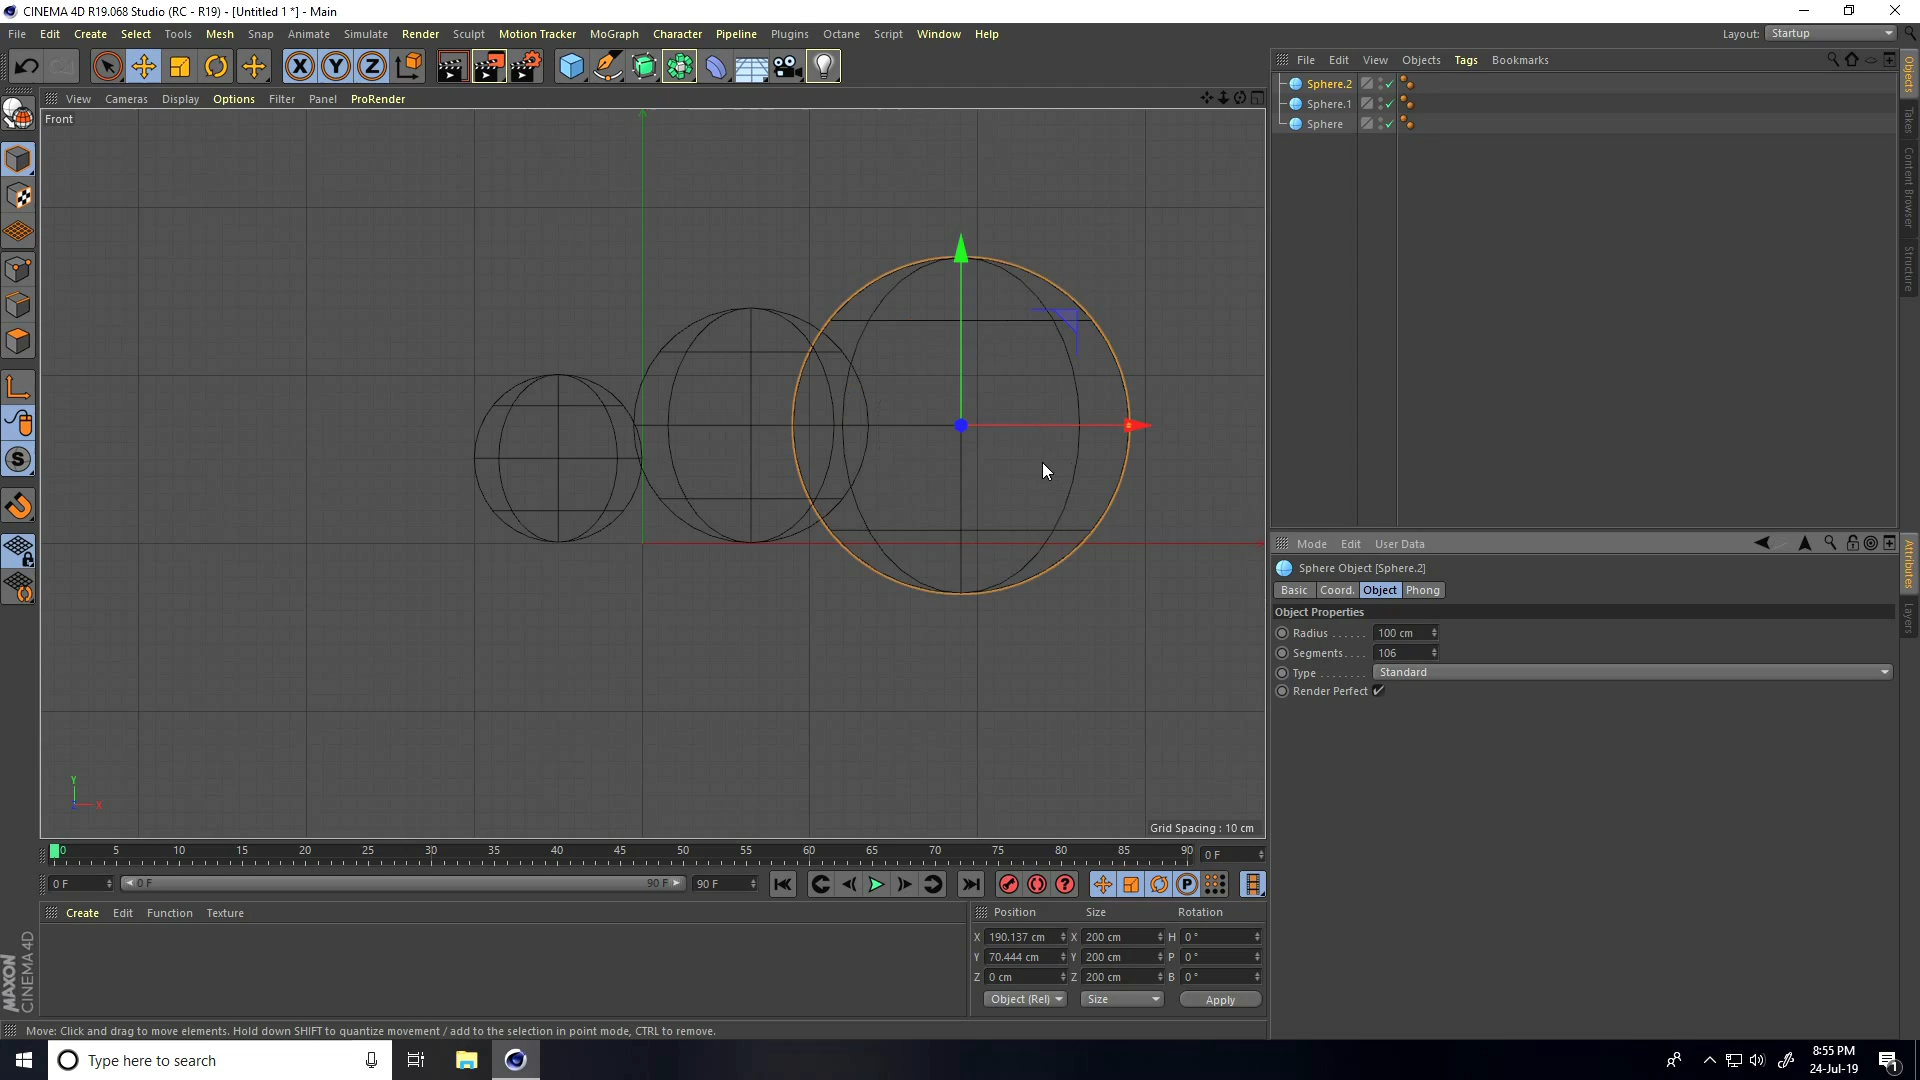 CINEMA 4D R19.068 Studio (RC - R19) - [Untitled 1 *] - Main
File Edit Create Select Tools Mesh Snap Animate Simulate Render Sculpt Motion Tracker MoGraph Character Pipeline Plugins Octane Script Window Help
Layout: Startup
X Y Z
File Edit View Objects Tags Bookmarks
View Cameras Display Options Filter Panel ProRender
Front
Sphere.2
Sphere.1
Sphere
Objects
Takes
Content Browser
Structure
Mode Edit User Data
Sphere Object [Sphere.2]
Basic Coord. Object Phong
Object Properties
Radius . . . . . . 100 cm
Segments. . . . 106
Type . . . . . . . . Standard
Render Perfect
Attributes
Layers
S
Y
X
Grid Spacing : 10 cm
0 5 10 15 20 25 30 35 40 45 50 55 60 65 70 75 80 85 90 0 F
0 F 0 F 90 F 90 F
P
Create Edit Function Texture
Position Size Rotation
X 190.137 cm X 200 cm H 0 °
Y 70.444 cm Y 200 cm P 0 °
Z 0 cm Z 200 cm B 0 °
Object (Rel) Size Apply
MAXON
CINEMA 4D
Move: Click and drag to move elements. Hold down SHIFT to quantize movement / add to the selection in point mode, CTRL to remove.
Type here to search
8:55 PM
24-Jul-19
1